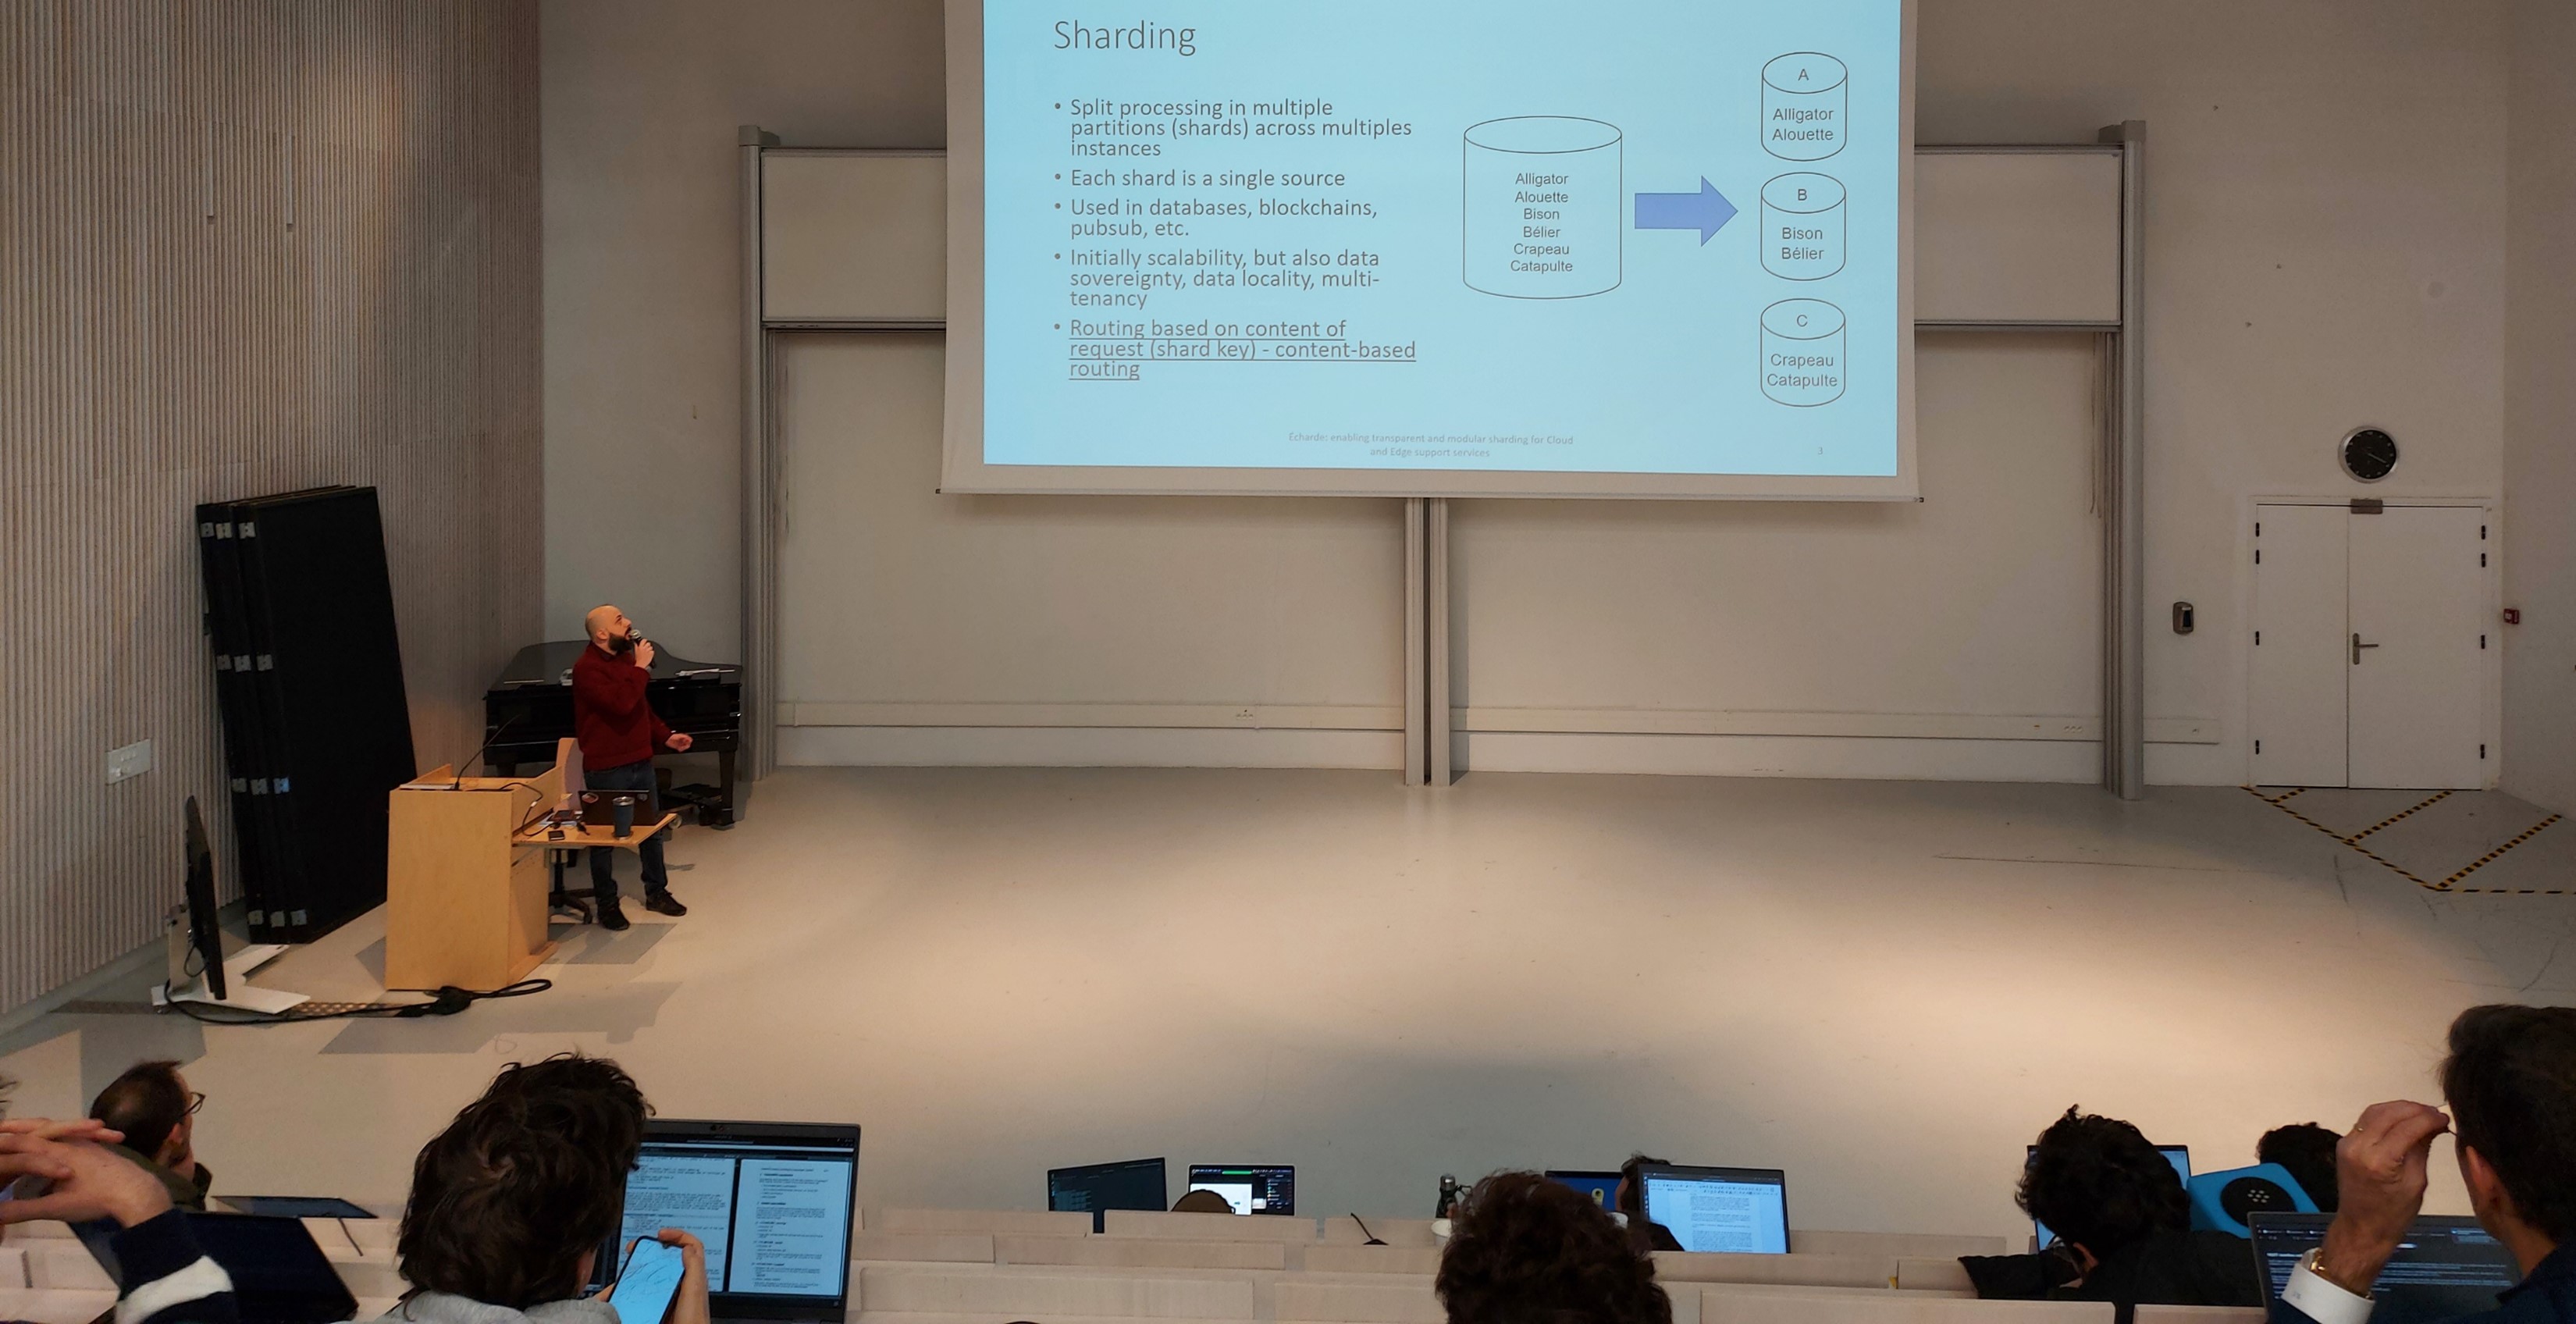 Sharding
• Split processing in multiple
partitions (shards) across multiples
instances
• Each shard is a single source
• Used in databases, blockchains,
pubsub, etc.
• Initially scalability, but also data
sovereignty, data locality, multi-
tenancy
• Routing based on content of
request (shard key) - content-based
routing
Alligator
Alouette
Bison
Bélier
Crapeau
Catapulte
A
Alligator
Alouette
B
Bison
Bélier
C
Crapeau
Catapulte
Echarde: enabling transparent and modular sharding for Cloud
and Edge support services
3